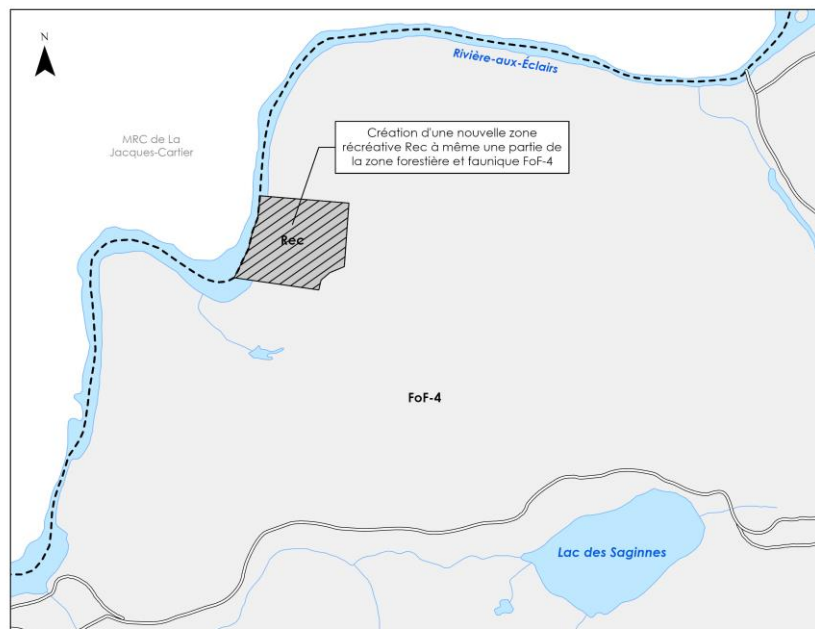 N
Rivière-aux-Éclairs
MRC de La
Jacques-Cartier
Création d'une nouvelle zone
récréative Rec à même une partie de
la zone forestière et faunique FoF-4
Rec
FoF-4
Lac des Saginnes